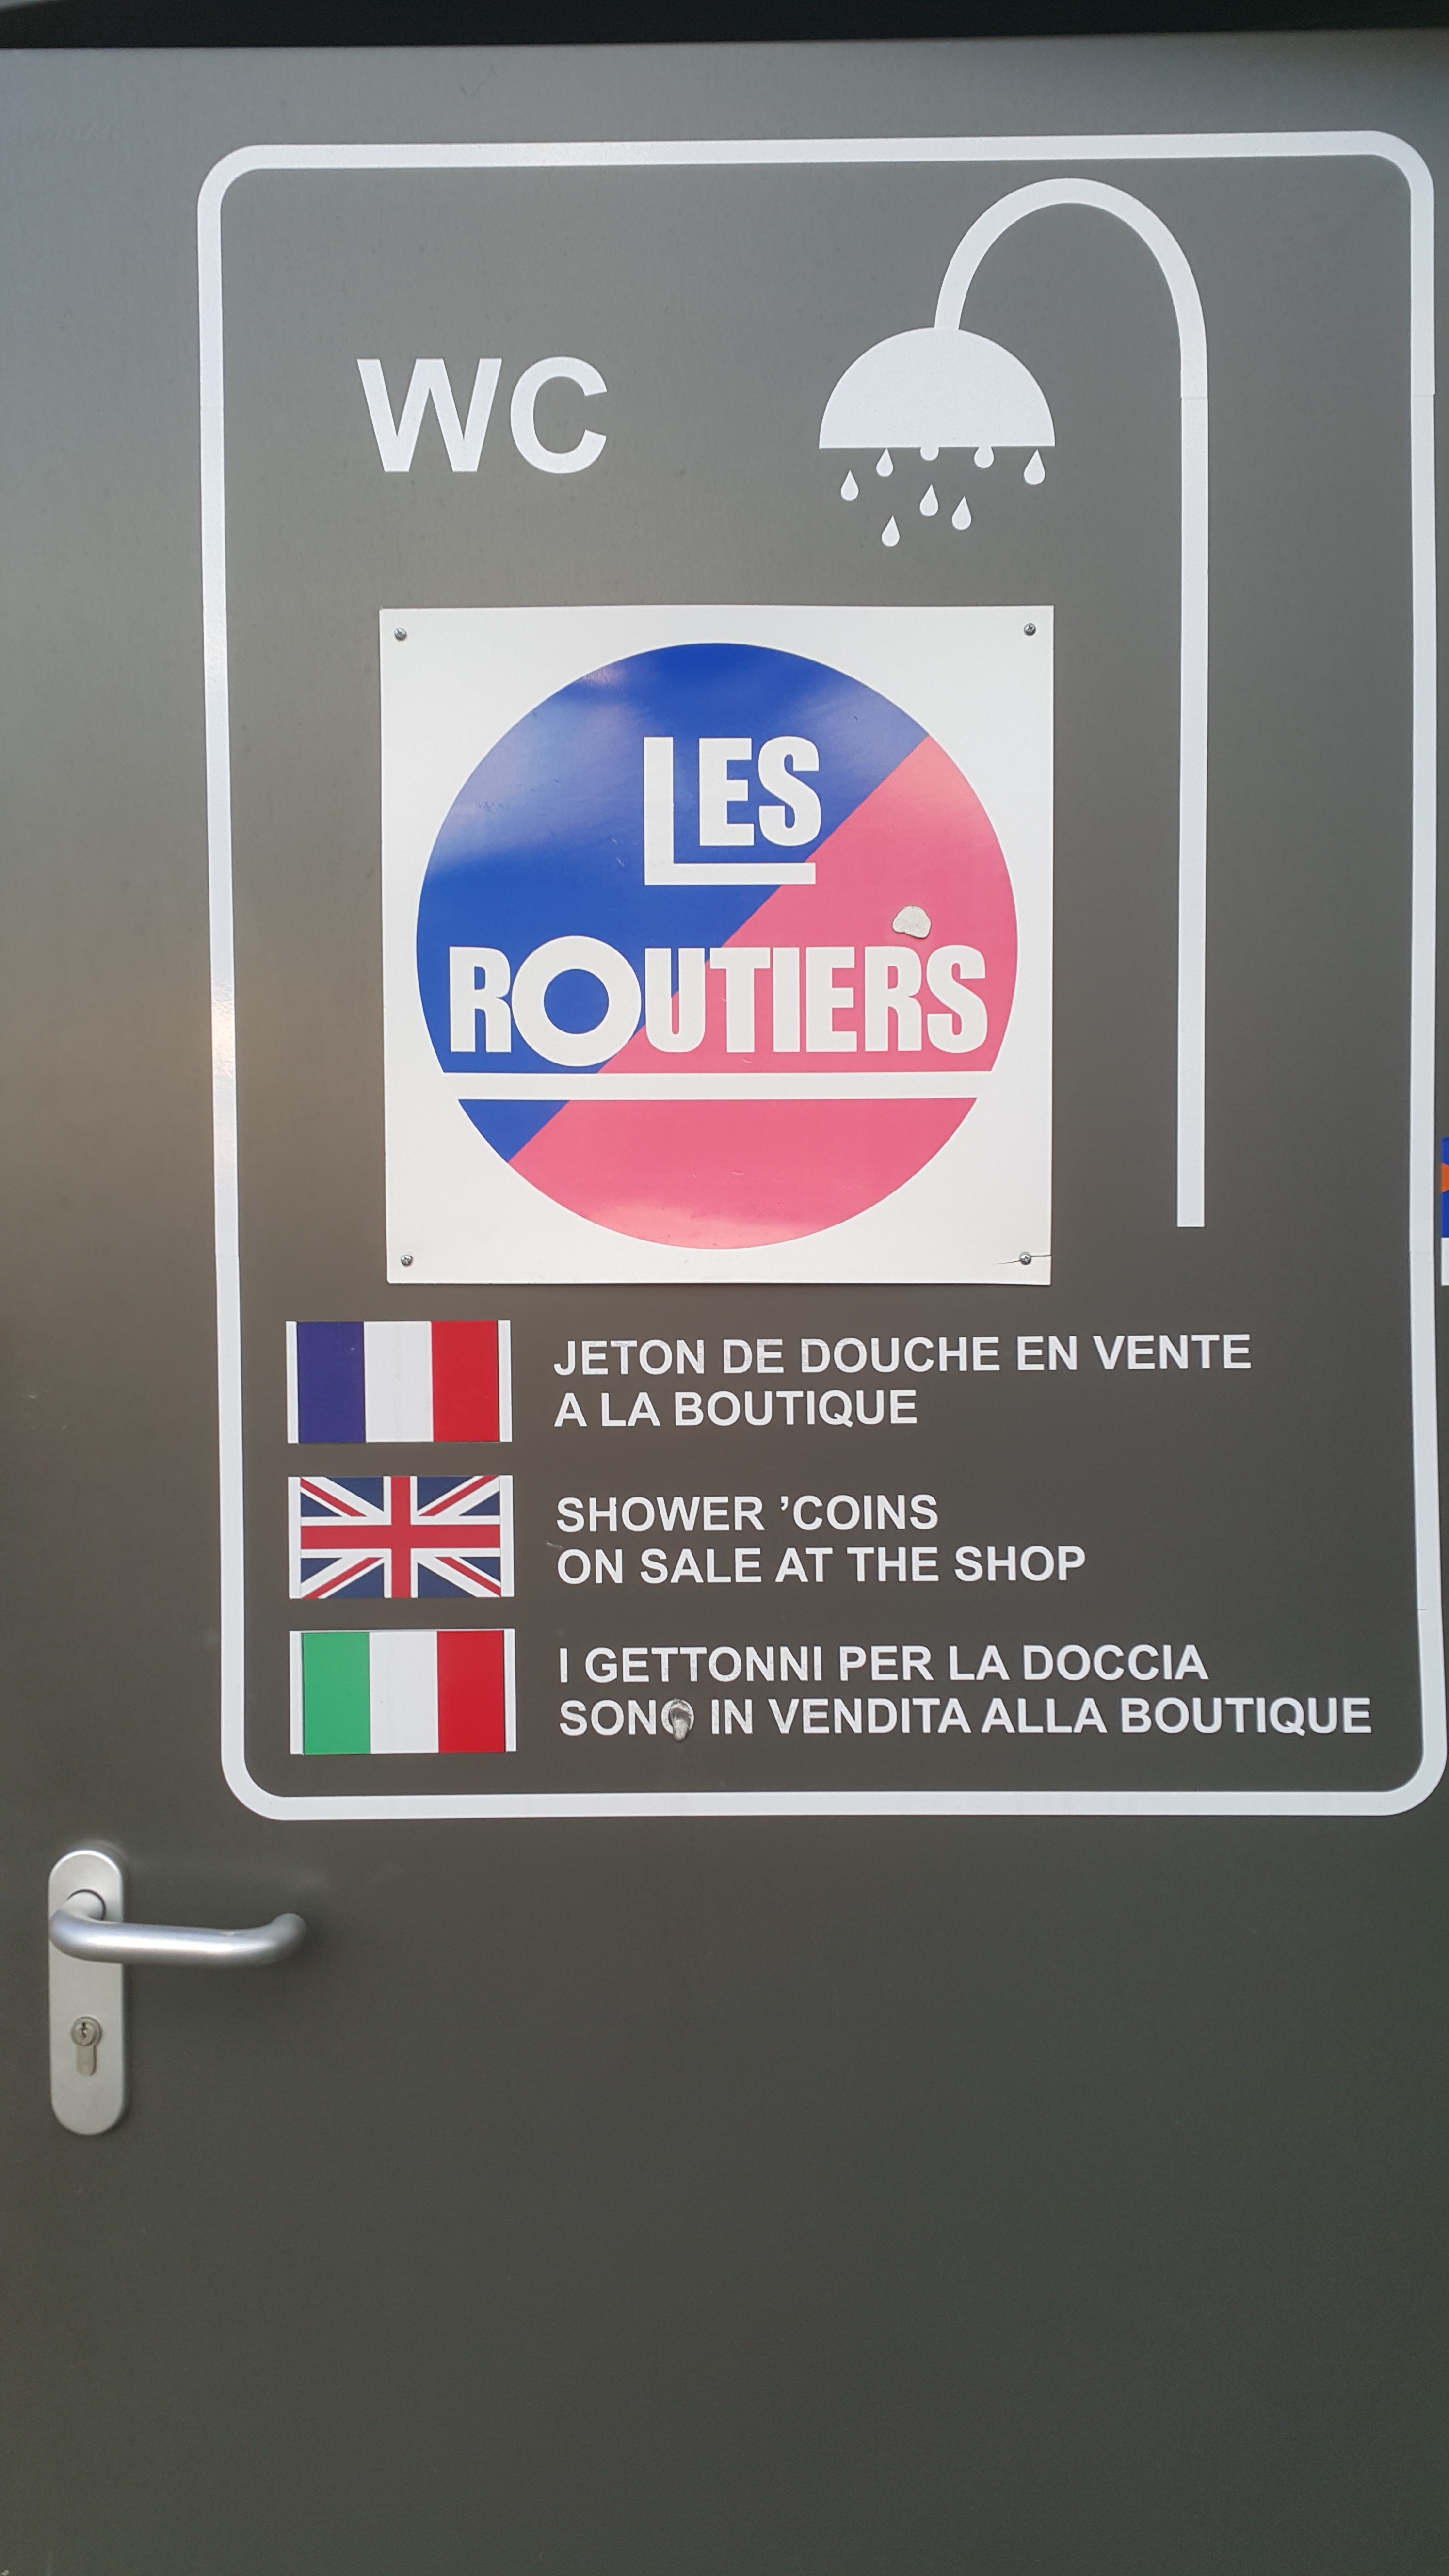 WC
LES
ROUTIERS
JETON DE DOUCHE EN VENTE
A LA BOUTIQUE
SHOWER ’COINS
ON SALE AT THE SHOP
I GETTONNI PER LA DOCCIA
SONO IN VENDITA ALLA BOUTIQUE